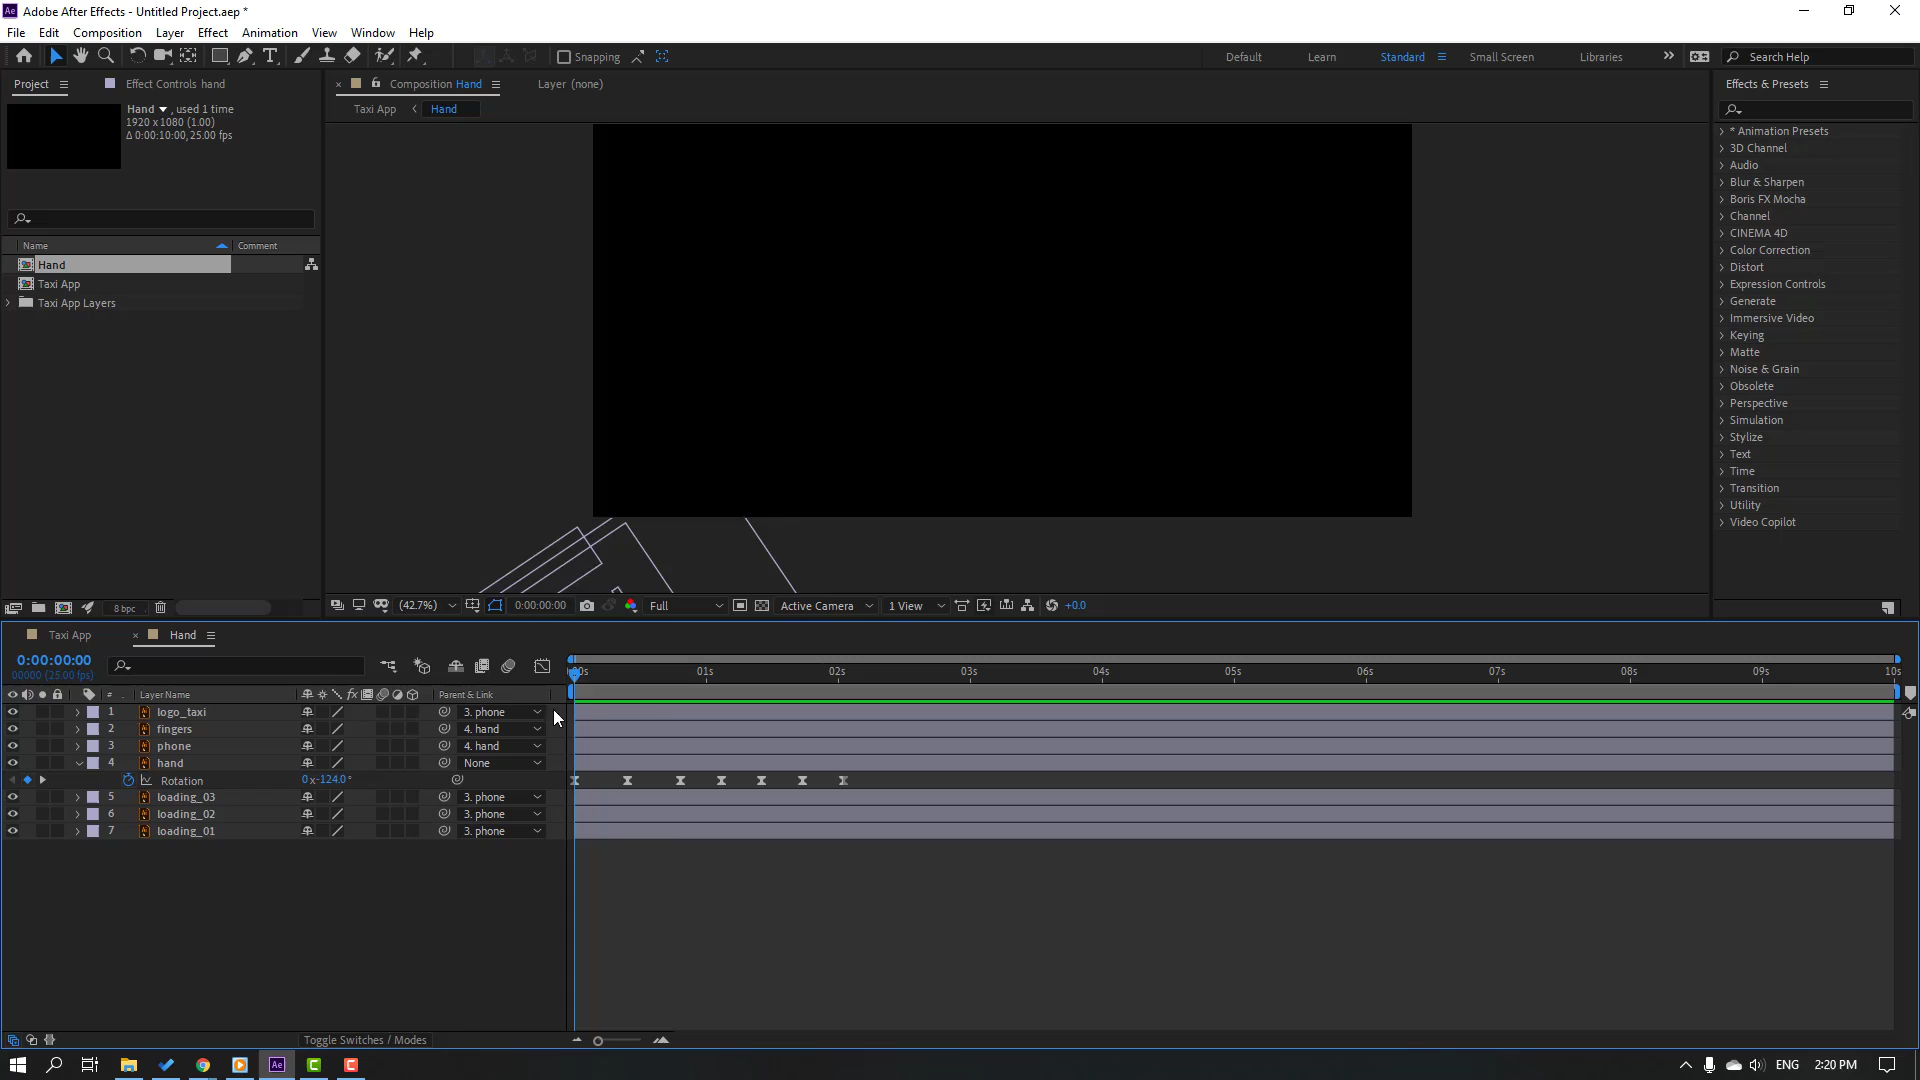 Adobe After Effects - Untitled Project.aep *
File Edit Composition Layer Effect Animation View Window Help
Snapping
Default Learn Standard Small Screen Libraries Search Help
Project Effect Controls hand
Hand , used 1 time
1920 x 1080 (1.00)
Δ 0:00:10:00, 25.00 fps
Name Comment
Hand
Taxi App
Taxi App Layers
8 bpc
Composition Hand Layer (none)
Taxi App Hand
(42.7%) 0:00:00:00 Full Active Camera 1 View +0.0
Effects & Presets
* Animation Presets
3D Channel
Audio
Blur & Sharpen
Boris FX Mocha
Channel
CINEMA 4D
Color Correction
Distort
Expression Controls
Generate
Immersive Video
Keying
Matte
Noise & Grain
Obsolete
Perspective
Simulation
Stylize
Text
Time
Transition
Utility
Video Copilot
Taxi App Hand
0:00:00:00
00000 (25.00 fps)
00s 01s 02s 03s 04s 05s 06s 07s 08s 09s 10s
# Layer Name fx Parent & Link
1 logo_taxi 3. phone
2 fingers 4. hand
3 phone 4. hand
4 hand None
Rotation 0x-124.0°
5 loading_03 3. phone
6 loading_02 3. phone
7 loading_01 3. phone
Toggle Switches / Modes
ENG 2:20 PM